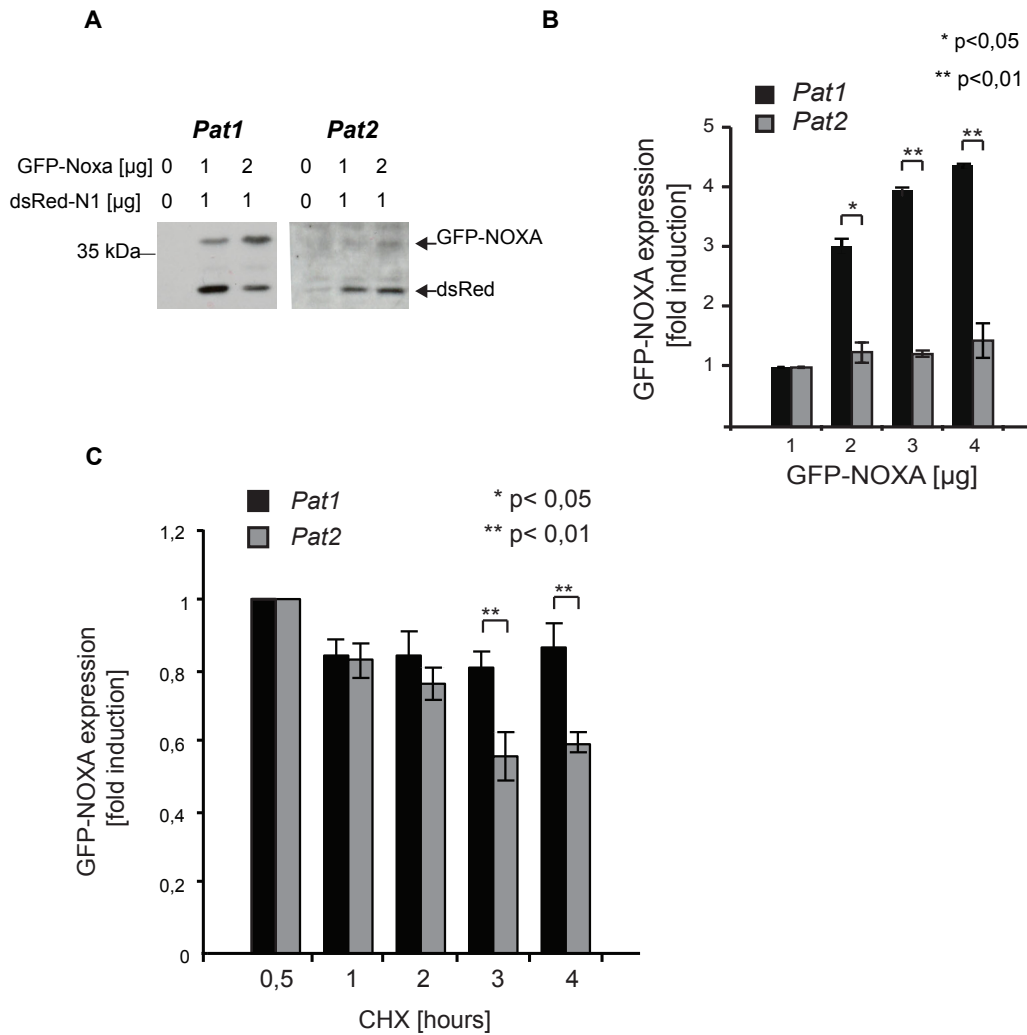 A
Pat1 Pat2
GFP-Noxa [µg] 0 1 2 0 1 2
dsRed-N1 [µg] 0 1 1 0 1 1
35 kDa
GFP-NOXA
dsRed
B
* p<0,05
** p<0,01
Pat1
Pat2
GFP-NOXA expression
[fold induction]
5
4
3
2
1
* ** **
1 2 3 4
GFP-NOXA [µg]
C
Pat1
Pat2
* p< 0,05
** p< 0,01
GFP-NOXA expression
[fold induction]
1,2
1
0,8
0,6
0,4
0,2
0
** **
0,5 1 2 3 4
CHX [hours]